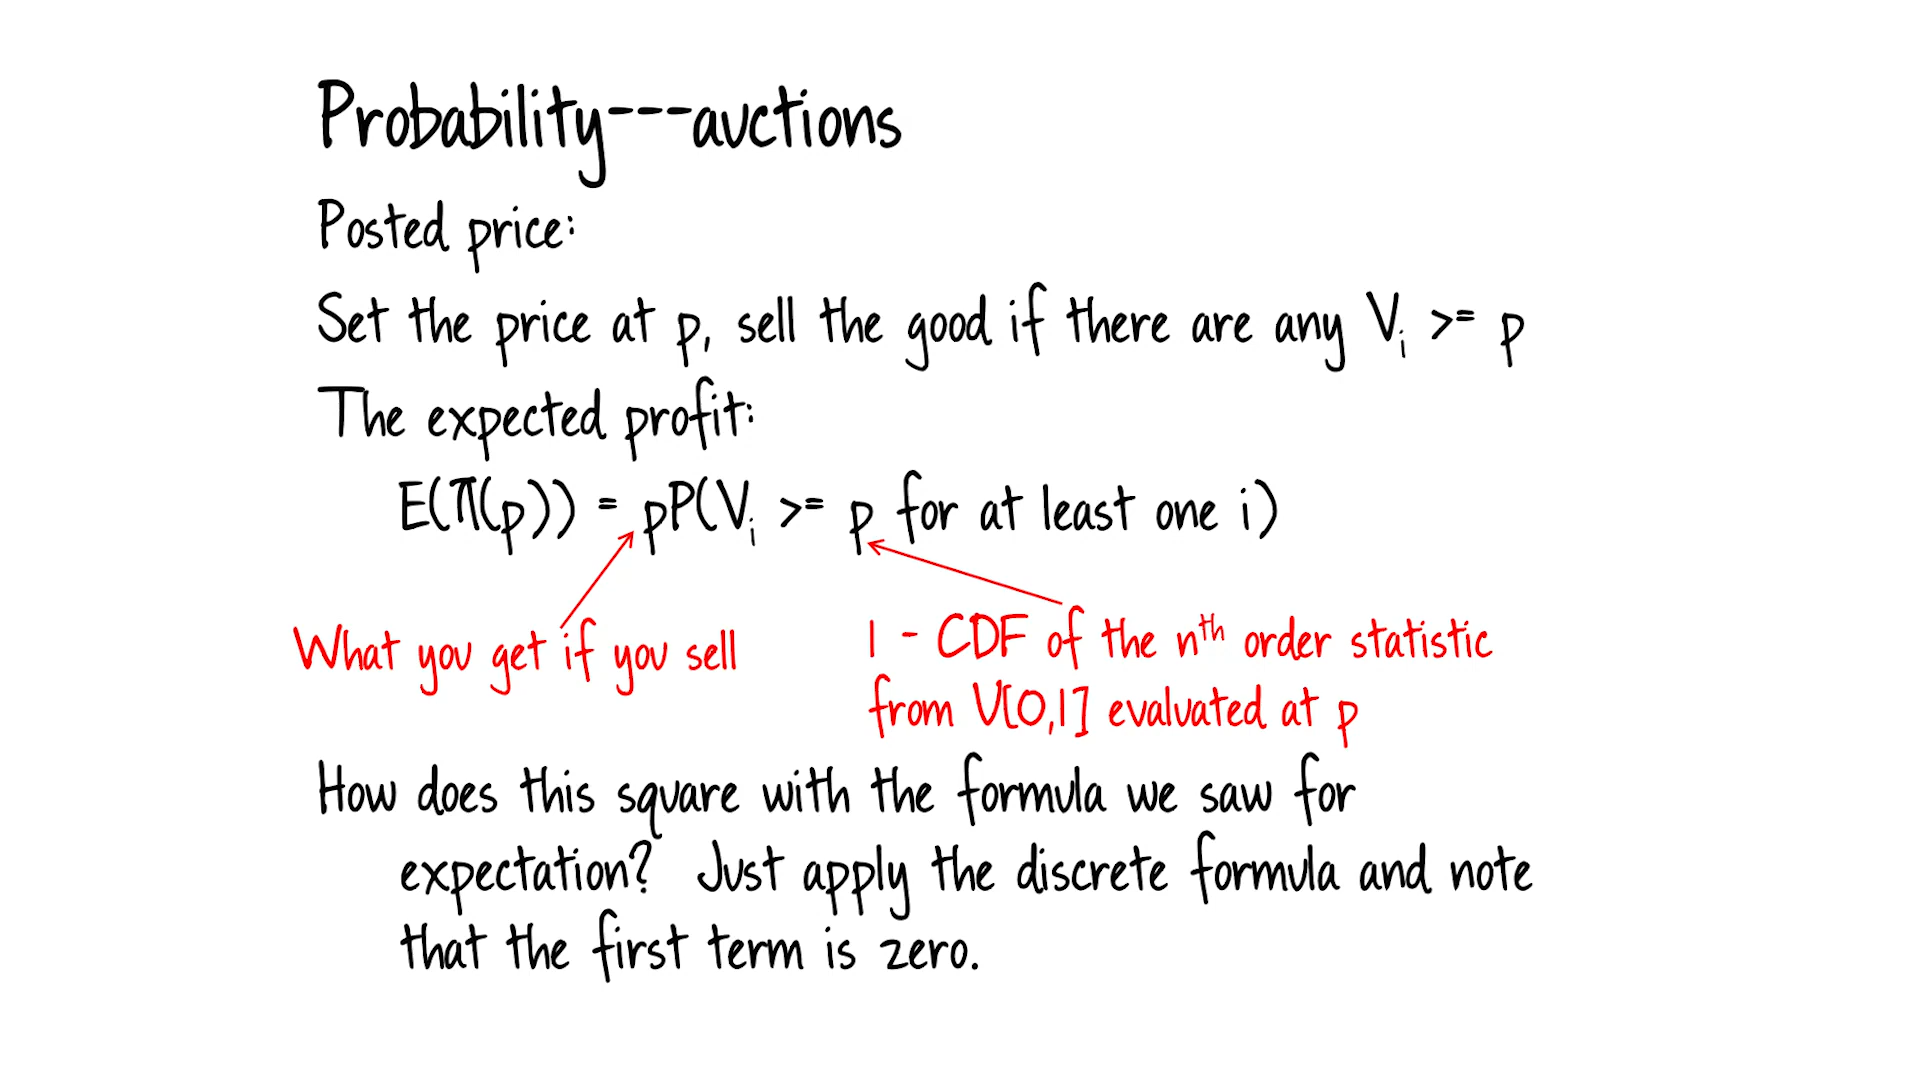 Probability---auctions
Posted price:
Set the price at p, sell the good if there are any Vᵢ >= p
The expected profit:
E(π(p)) = pP(Vᵢ >= p for at least one i)
What you get if you sell
1 - CDF of the nᵗʰ order statistic
from U[0,1] evaluated at p
How does this square with the formula we saw for
expectation? Just apply the discrete formula and note
that the first term is zero.